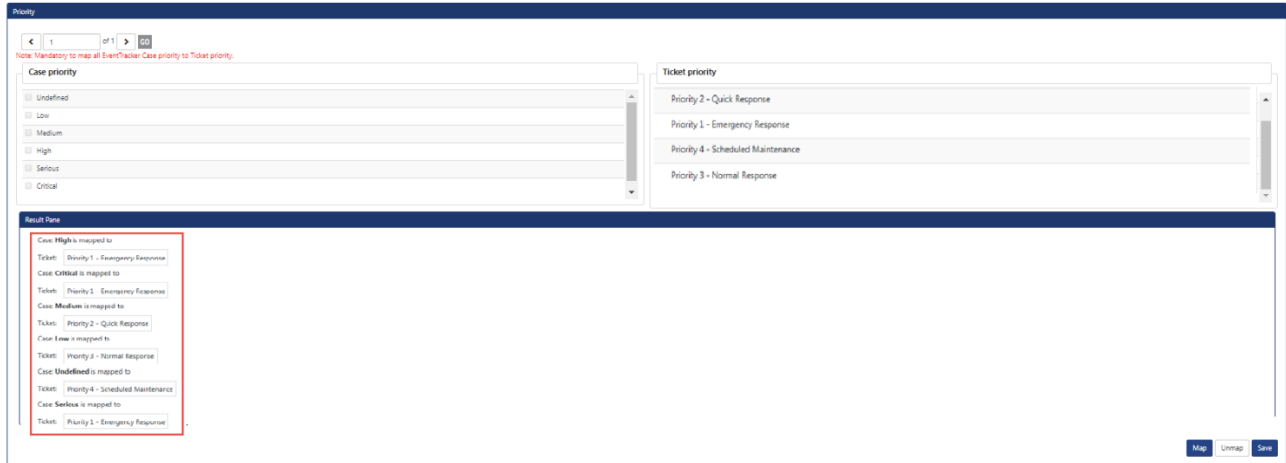 Priority
1 of 1 GO
Note: Mandatory to map all EventTracker Case priority to Ticket priority.
Case priority
Undefined
Low
Medium
High
Serious
Critical
Ticket priority
Priority 2 - Quick Response
Priority 1 - Emergency Response
Priority 4 - Scheduled Maintenance
Priority 3 - Normal Response
Result Pane
Case: High is mapped to
Ticket: Priority 1 - Emergency Response
Case: Critical is mapped to
Ticket: Priority 1 - Emergency Response
Case: Medium is mapped to
Ticket: Priority 2 - Quick Response
Case: Low is mapped to
Ticket: Priority 3 - Normal Response
Case: Undefined is mapped to
Ticket: Priority 4 - Scheduled Maintenance
Case: Serious is mapped to
Ticket: Priority 1 - Emergency Response
Map Unmap Save